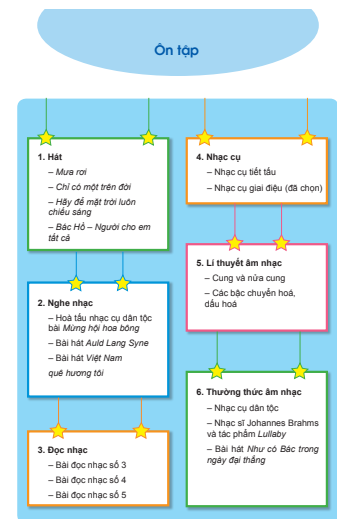 Ôn tập
1. Hát
– Mưa rơi
– Chỉ có một trên đời
– Hãy để mặt trời luôn
chiếu sáng
– Bác Hồ – Người cho em
tất cả
2. Nghe nhạc
– Hoà tấu nhạc cụ dân tộc
bài Mừng hội hoa bông
– Bài hát Auld Lang Syne
– Bài hát Việt Nam
quê hương tôi
3. Đọc nhạc
– Bài đọc nhạc số 3
– Bài đọc nhạc số 4
– Bài đọc nhạc số 5
4. Nhạc cụ
– Nhạc cụ tiết tấu
– Nhạc cụ giai điệu (đã chọn)
5. Lí thuyết âm nhạc
– Cung và nửa cung
– Các bậc chuyển hoá,
dấu hoá
6. Thường thức âm nhạc
– Nhạc cụ dân tộc
– Nhạc sĩ Johannes Brahms
và tác phẩm Lullaby
– Bài hát Như có Bác trong
ngày đại thắng